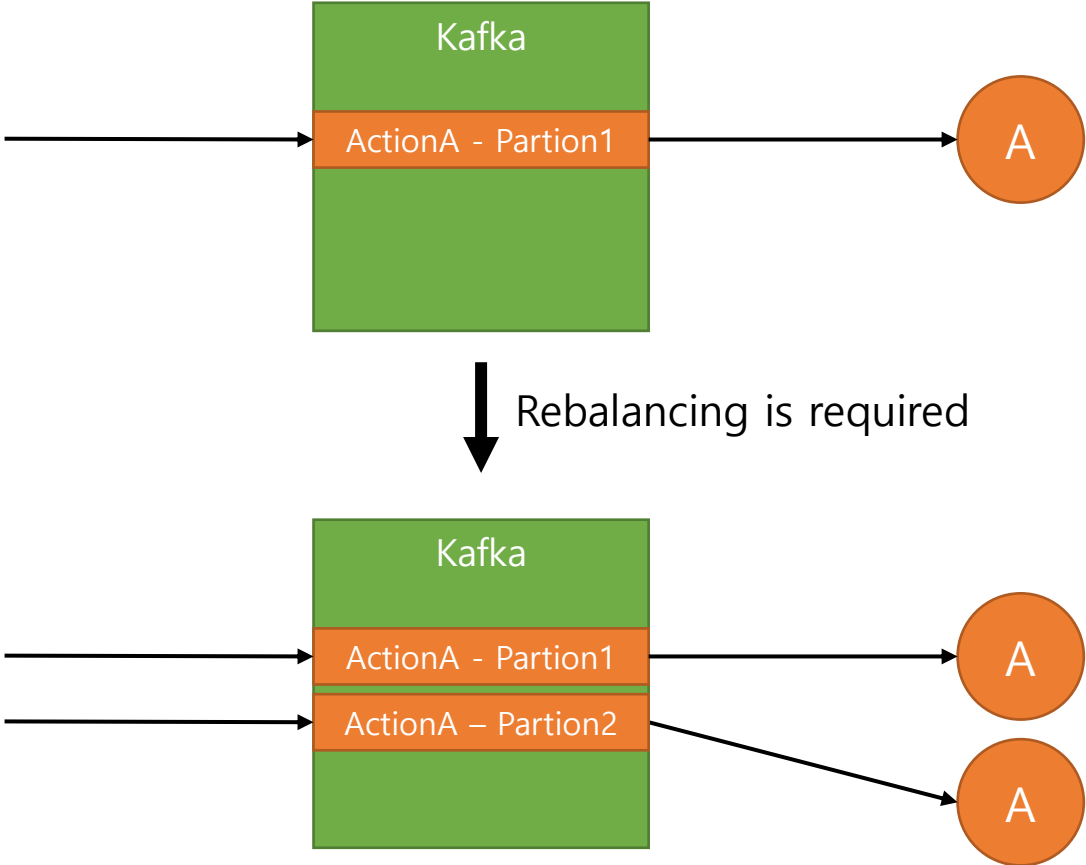 Kafka
ActionA - Partion1
A
Rebalancing is required
Kafka
ActionA - Partion1
A
ActionA – Partion2
A